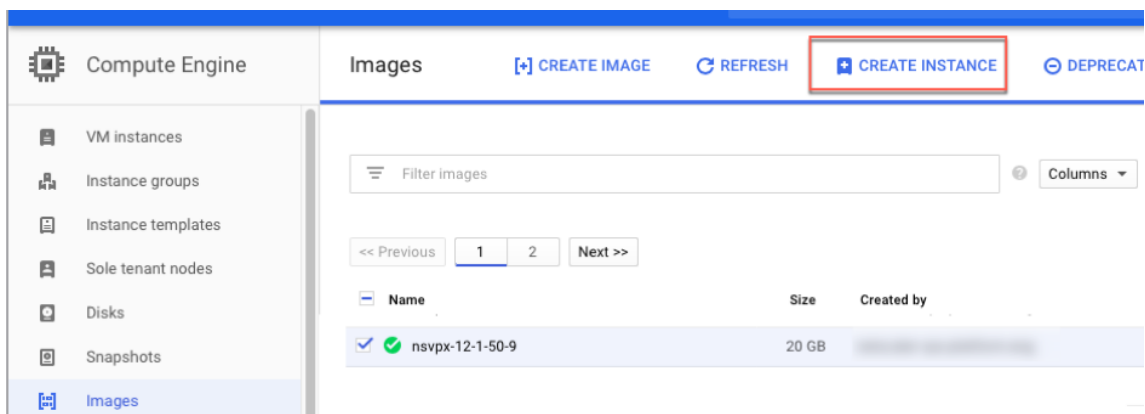 Compute Engine
Images
[+] CREATE IMAGE
REFRESH
CREATE INSTANCE
DEPRECAT
VM instances
Instance groups
Instance templates
Sole tenant nodes
Disks
Snapshots
Images
Filter images
Columns
<< Previous
1
2
Next >>
Name
Size
Created by
nsvpx-12-1-50-9
20 GB